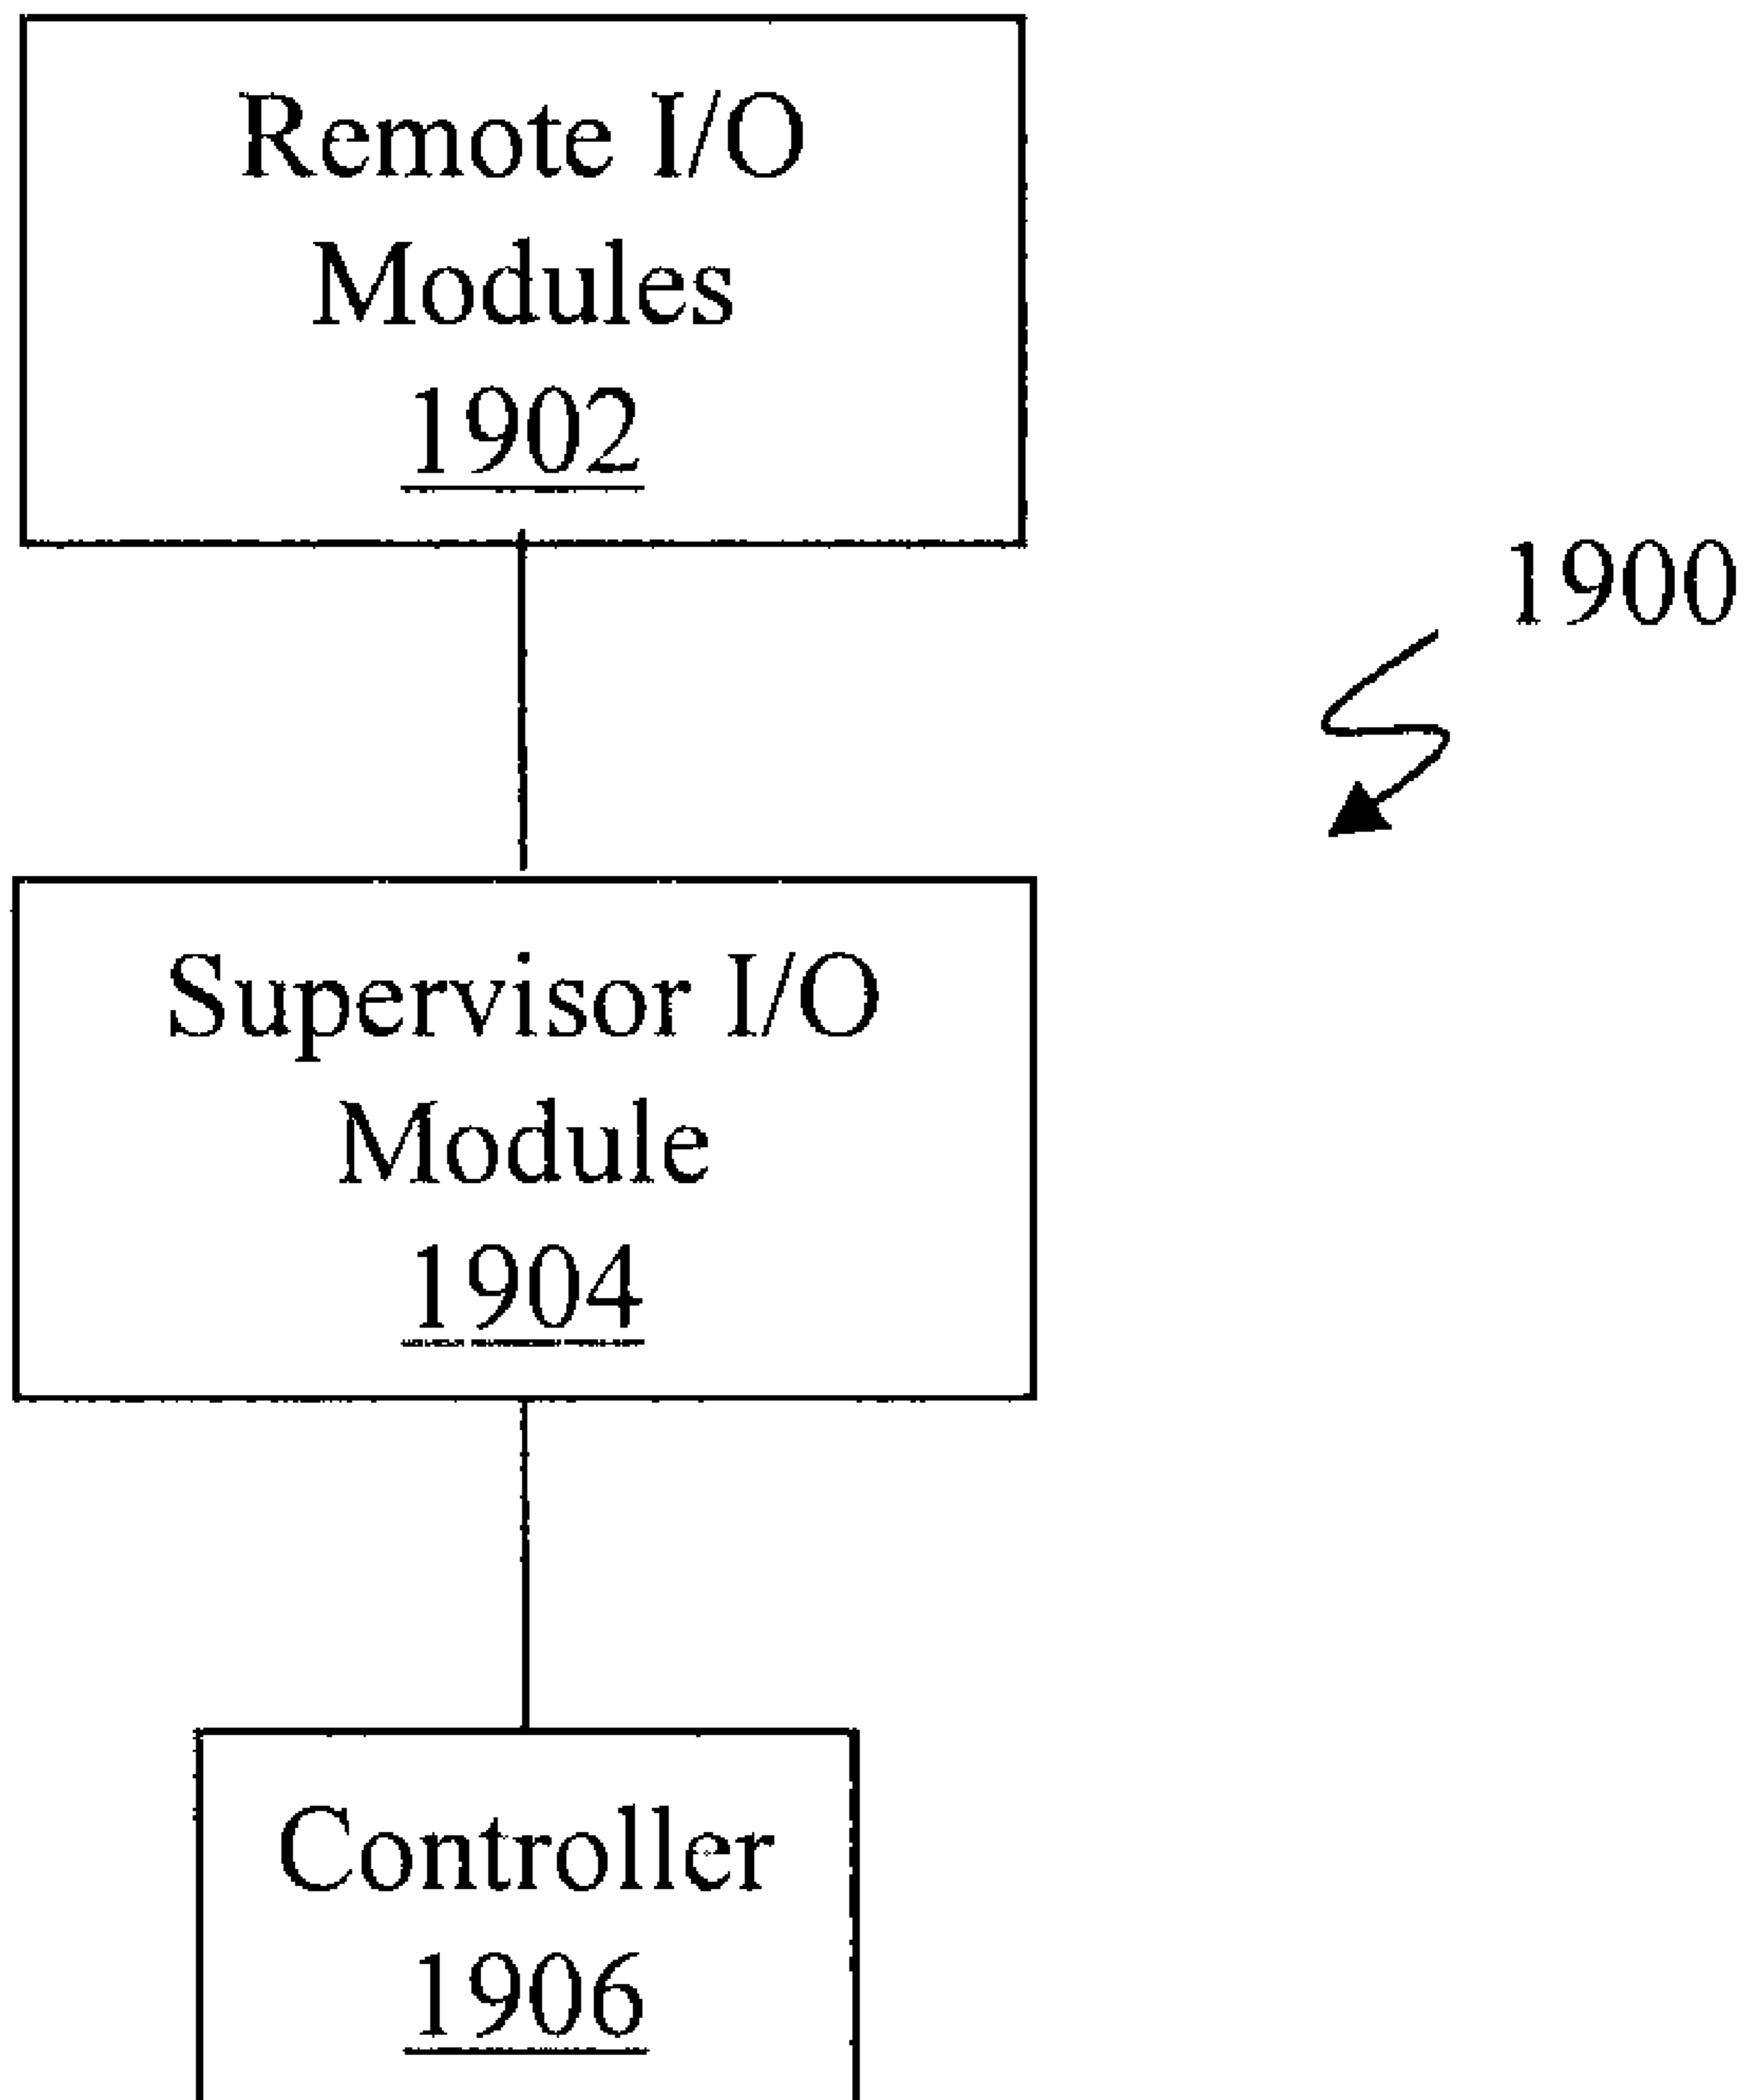 Remote I/O
Modules
1902
1900
Supervisor I/O
Module
1904
Controller
1906